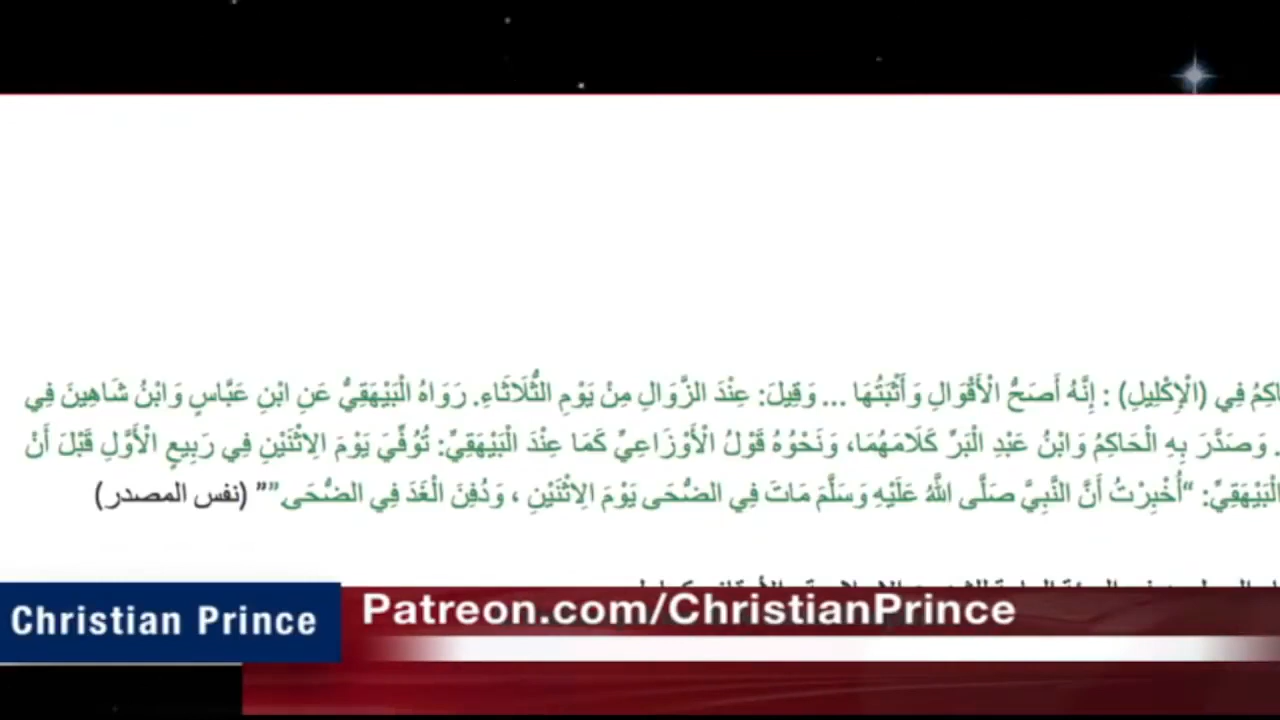 فِي (الْإِكْلِيلِ) : إِنَّهُ أَصَحُّ الْأَقْوَالِ وَأَثْبَتُهَا ... وَقِيلَ: عِنْدَ الزَّوَالِ مِنْ يَوْمِ الثُّلَاثَاءِ. رَوَاهُ الْبَيْهَقِيُّ عَنِ ابْنِ عَبَّاسٍ وَابْنُ شَاهِينَ فِي
. وَصَدَّرَ بِهِ الْحَاكِمُ وَابْنُ عَبْدِ الْبَرِّ كَلَامَهُمَا، وَنَحْوُهُ قَوْلُ الْأَوْزَاعِيِّ كَمَا عِنْدَ الْبَيْهَقِيِّ: تُوُفِّيَ يَوْمَ الِاثْنَيْنِ فِي رَبِيعٍ الْأَوَّلِ قَبْلَ أَنْ
الْبَيْهَقِيِّ: “أُخْبِرْتُ أَنَّ النَّبِيَّ صَلَّى اللَّهُ عَلَيْهِ وَسَلَّمَ مَاتَ فِي الضُّحَى يَوْمَ الِاثْنَيْنِ ، وَدُفِنَ الْغَدَ فِي الضُّحَى.”” (نفس المصدر)
Christian Prince
Patreon.com/ChristianPrince